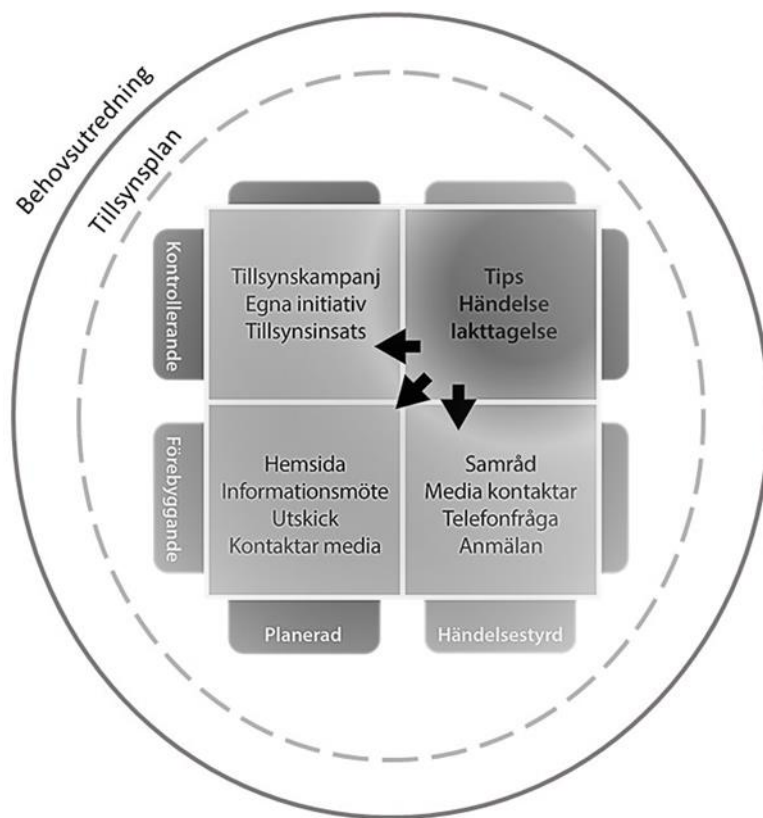 Behovsutredning
Tillsynsplan
Kontrollerande
Tillsynskampanj
Egna initiativ
Tillsynsinsats
Tips
Händelse
Iakttagelse
Förebyggande
Hemsida
Informationsmöte
Utskick
Kontaktar media
Samråd
Media kontaktar
Telefonfråga
Anmälan
Planerad
Händelsestyrd